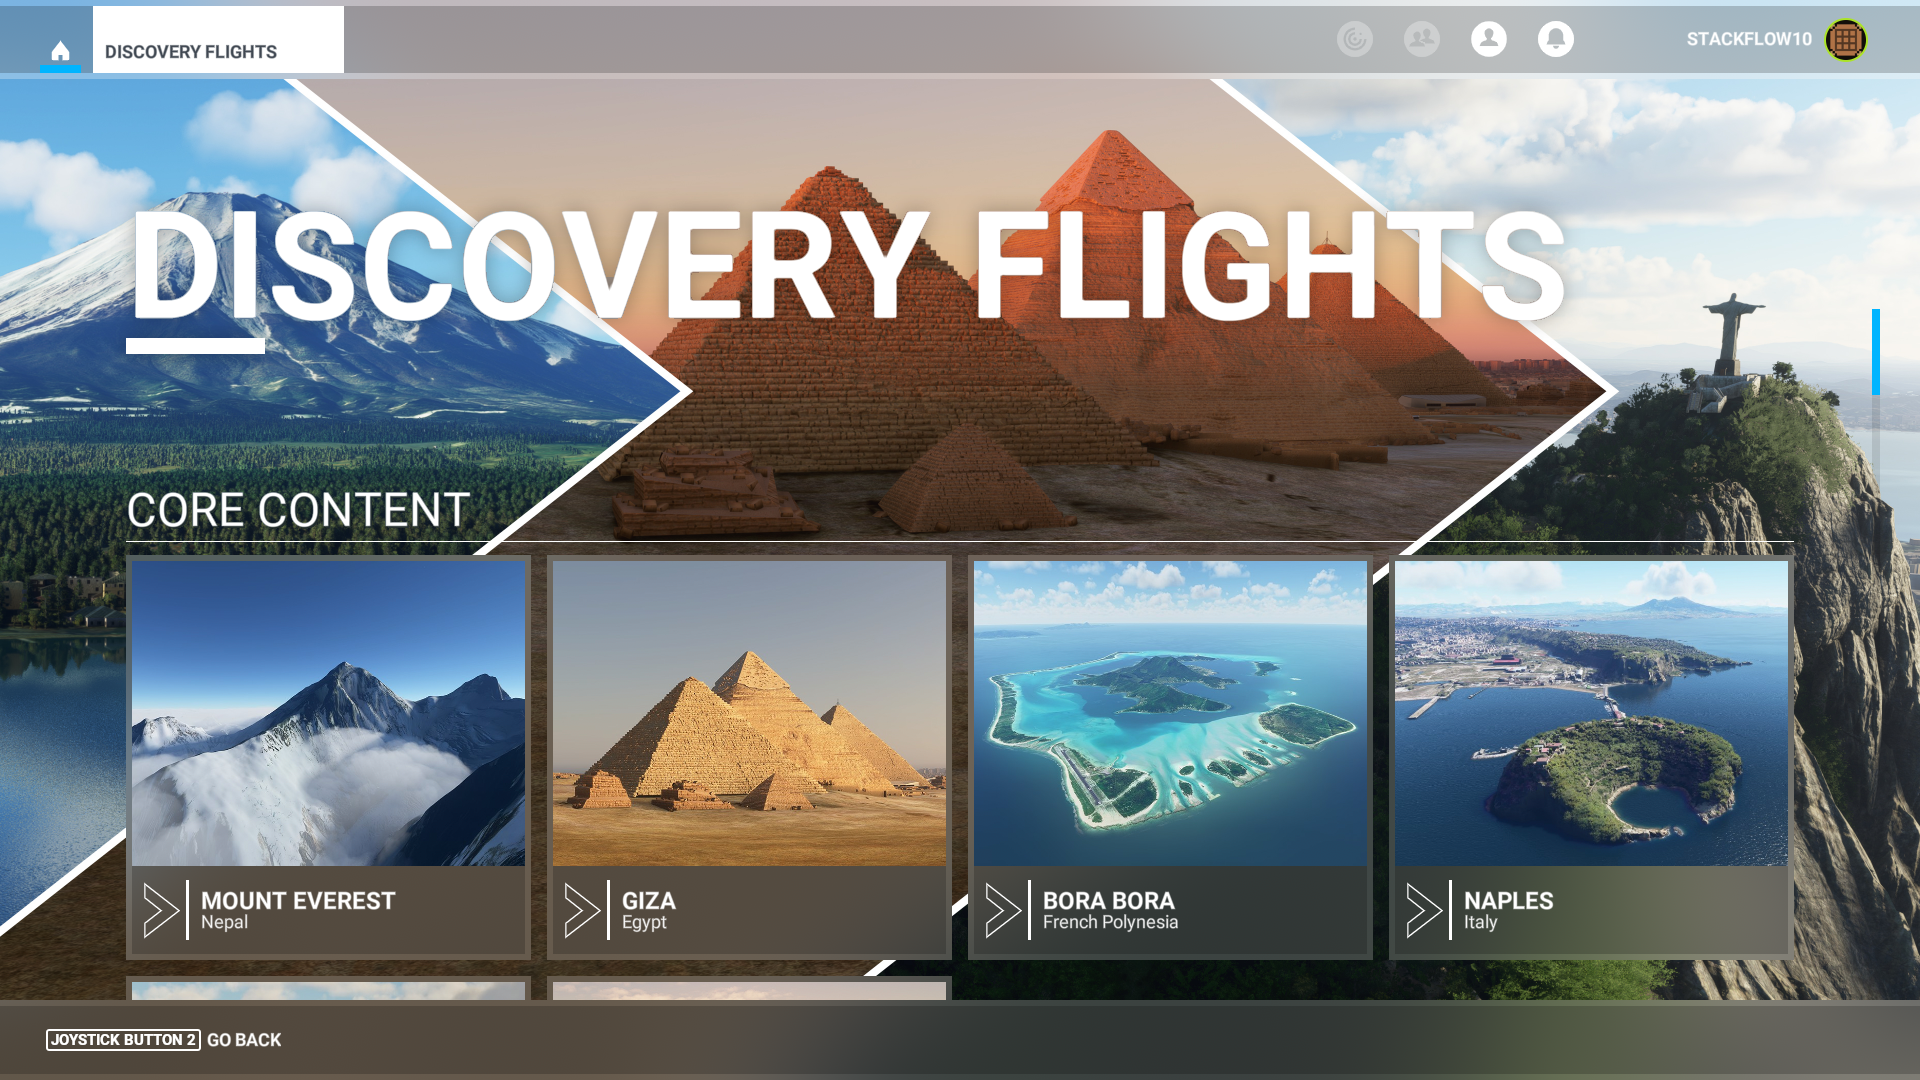 DISCOVERY FLIGHTS
STACKFLOW10
DISCOVERY FLIGHTS
CORE CONTENT
MOUNT EVEREST
Nepal
GIZA
Egypt
BORA BORA
French Polynesia
NAPLES
Italy
JOYSTICK BUTTON 2 GO BACK